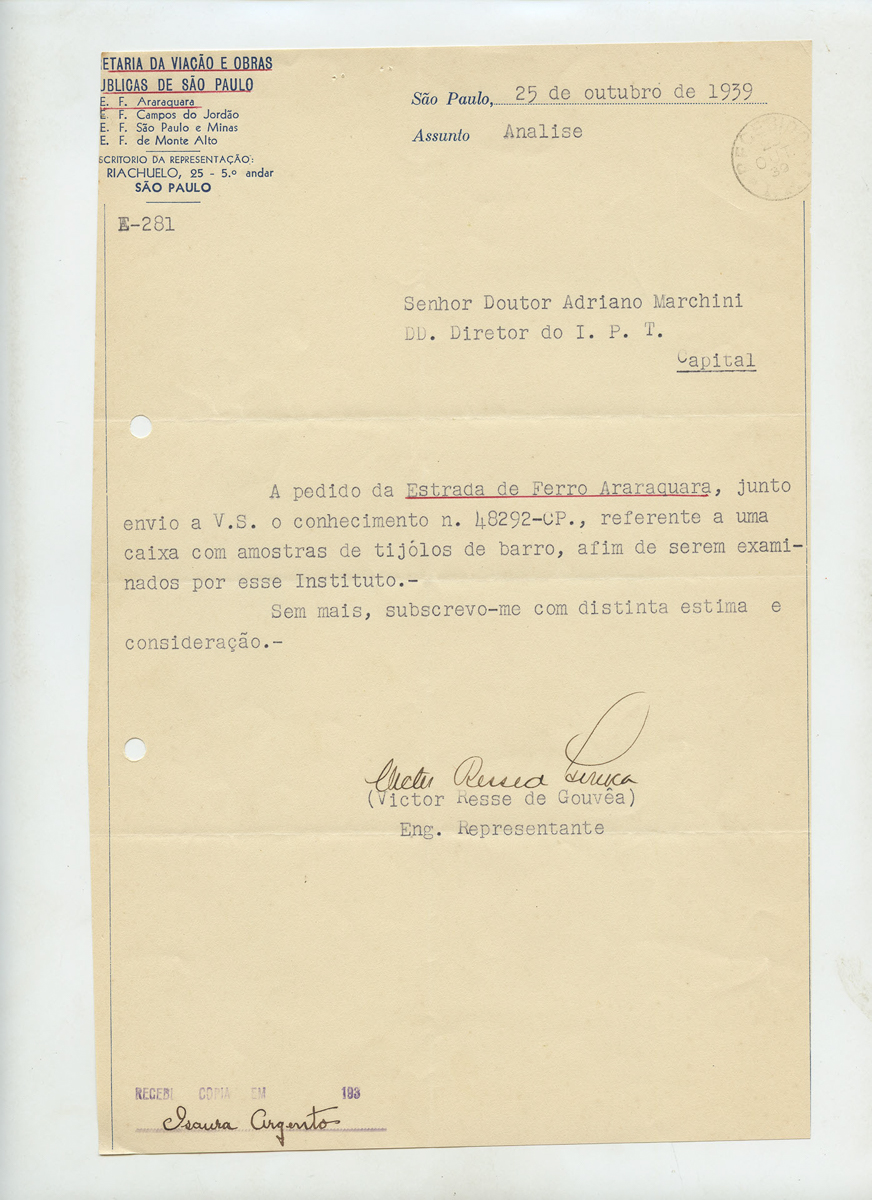 ETARIA DA VIAÇÃO E OBRAS
ÚBLICAS DE SÃO PAULO
E. F. Araraquara
E. F. Campos do Jordão
E. F. São Paulo e Minas
E. F. de Monte Alto
SCRITORIO DA REPRESENTAÇÃO:
RIACHUELO, 25 - 5.º andar
SÃO PAULO
São Paulo, 25 de outubro de 1939
Assunto Analise
E-281
Senhor Doutor Adriano Marchini
DD. Diretor do I. P. T.
Capital
A pedido da Estrada de Ferro Araraquara, junto
envio a V.S. o conhecimento n. 48292-CP., referente a uma
caixa com amostras de tijólos de barro, afim de serem exami-
nados por esse Instituto.-
Sem mais, subscrevo-me com distinta estima e
consideração.-
(Victor Resse de Gouvêa)
Eng. Representante
RECEBI COPIA EM 193
Isaura Argento